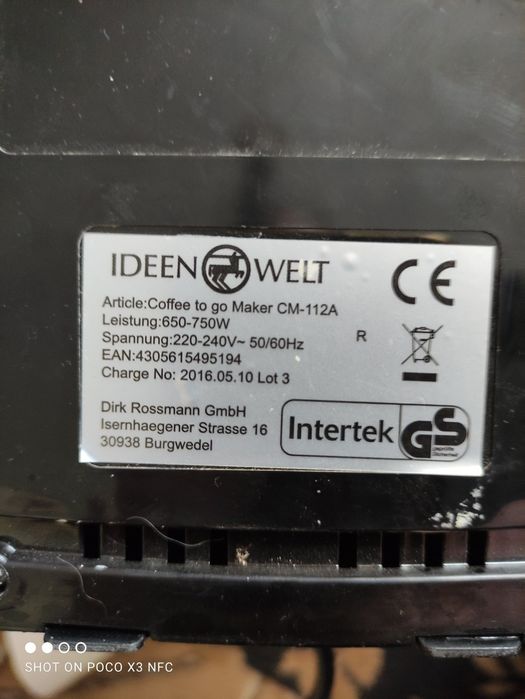 IDEEN WELT
CE
Article:Coffee to go Maker CM-112A
Leistung:650-750W
Spannung:220-240V~ 50/60Hz
R
EAN:4305615495194
Charge No: 2016.05.10 Lot 3
Dirk Rossmann GmbH
Isernhaegener Strasse 16
30938 Burgwedel
Intertek
GS
geprüfte
Sicherheit
SHOT ON POCO X3 NFC